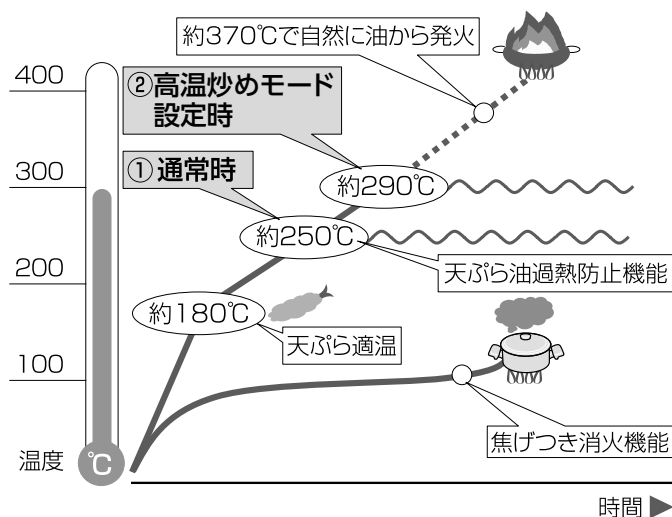 約370℃で自然に油から発火
400
②高温炒めモード
設定時
①通常時
300
約290℃
約250℃
200
天ぷら油過熱防止機能
約180℃
天ぷら適温
100
焦げつき消火機能
温度
℃
時間